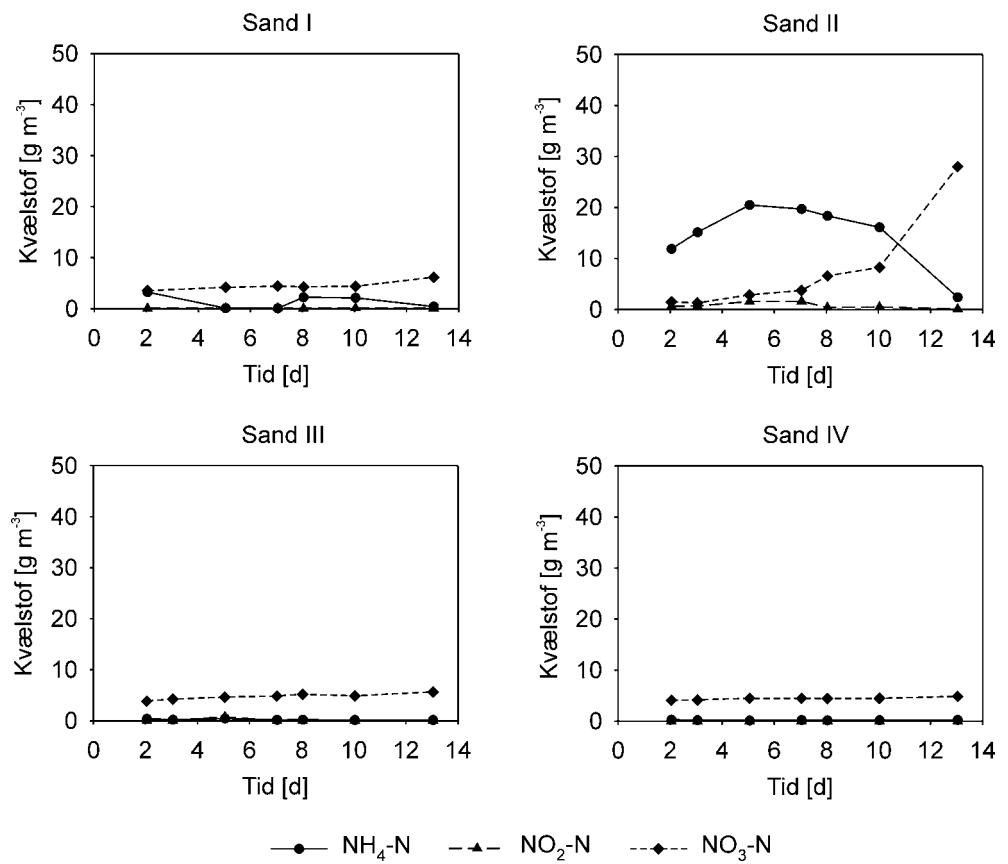 Sand I
Kvælstof [g m⁻³]
50
40
30
20
10
0
0 2 4 6 8 10 12 14
Tid [d]
Sand II
Kvælstof [g m⁻³]
50
40
30
20
10
0
0 2 4 6 8 10 12 14
Tid [d]
Sand III
Kvælstof [g m⁻³]
50
40
30
20
10
0
0 2 4 6 8 10 12 14
Tid [d]
Sand IV
Kvælstof [g m⁻³]
50
40
30
20
10
0
0 2 4 6 8 10 12 14
Tid [d]
NH₄-N NO₂-N NO₃-N